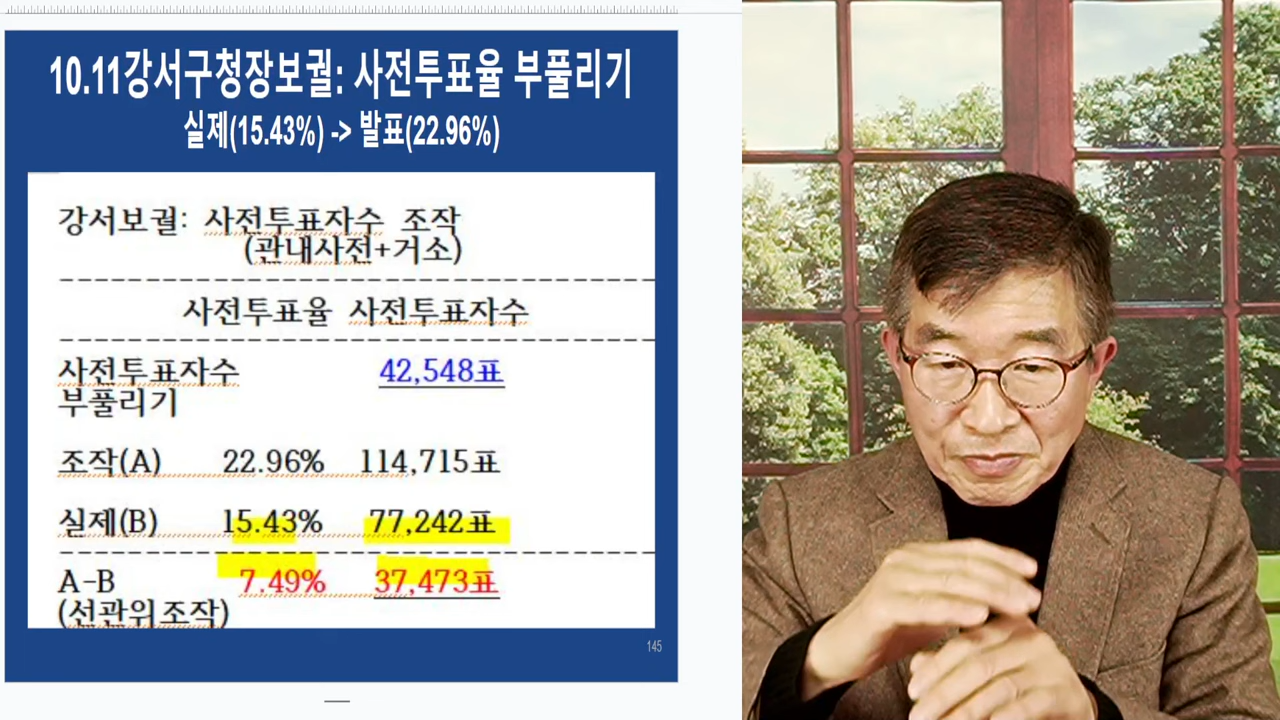 10.11강서구청장보궐: 사전투표율 부풀리기
실제(15.43%) -> 발표(22.96%)
강서보궐: 사전투표자수 조작
(관내사전+거소)
사전투표율 사전투표자수
사전투표자수 42,548표
부풀리기
조작(A) 22.96% 114,715표
실제(B) 15.43% 77,242표
A-B 7.49% 37,473표
(선관위조작)
145